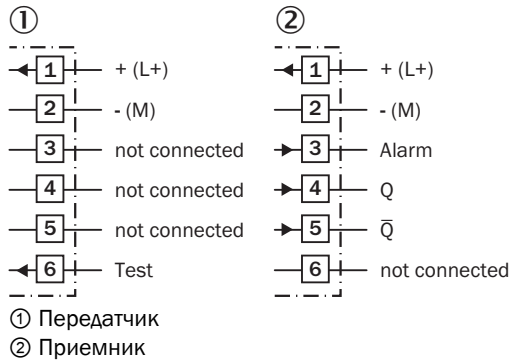 ①
1 + (L+)
2 - (M)
3 not connected
4 not connected
5 not connected
6 Test
②
1 + (L+)
2 - (M)
3 Alarm
4 Q
5 Q̅
6 not connected
① Передатчик
② Приемник